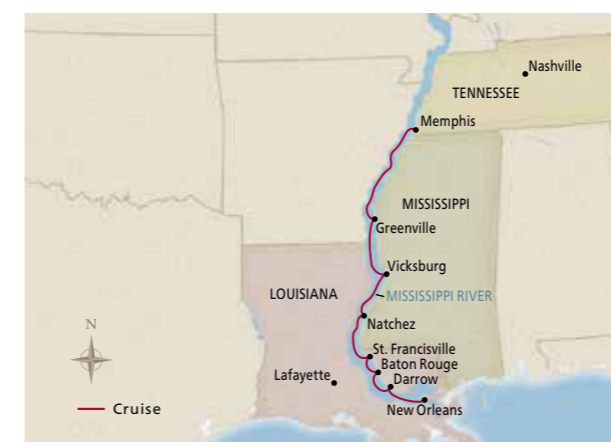 Nashville
TENNESSEE
Memphis
MISSISSIPPI
Greenville
Vicksburg
LOUISIANA
MISSISSIPPI RIVER
N
Natchez
St. Francisville
Baton Rouge
Lafayette
Darrow
Cruise
New Orleans